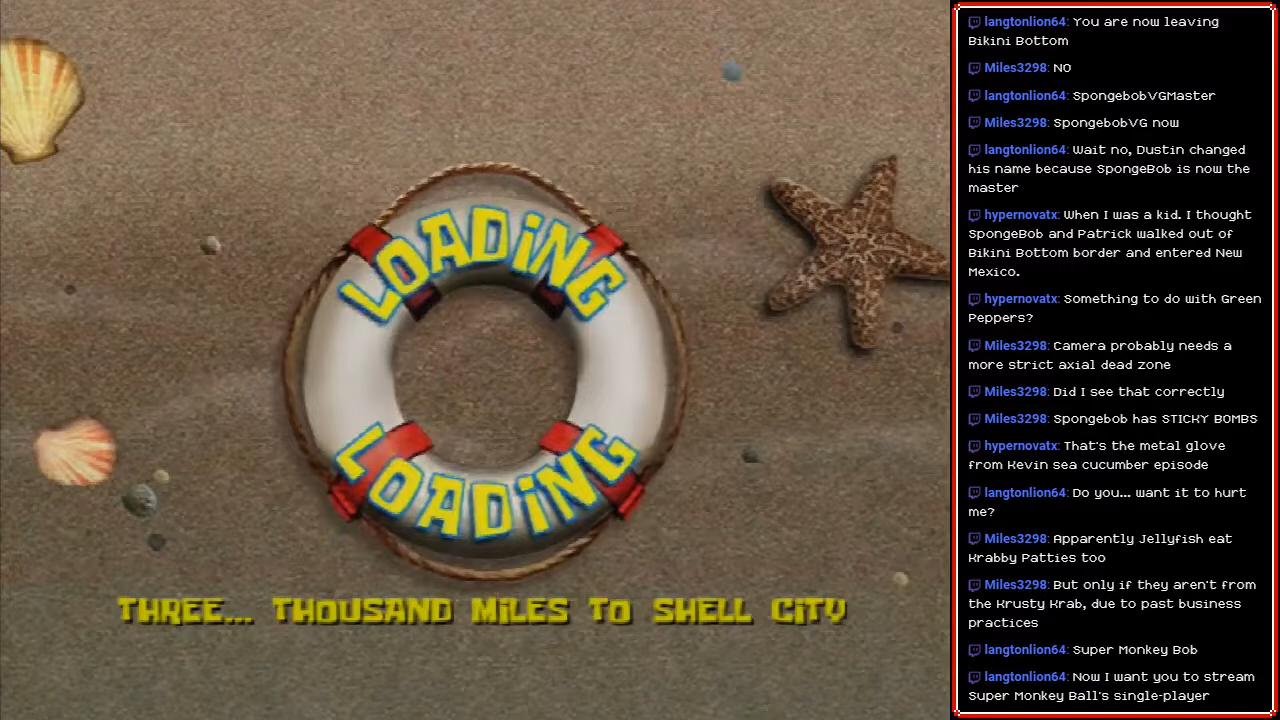 LOADING
LOADING
THREE... THOUSAND MILES TO SHELL CITY
langtonlion64: You are now leaving
Bikini Bottom
Miles3298: NO
langtonlion64: SpongebobVGMaster
Miles3298: SpongebobVG now
langtonlion64: Wait no, Dustin changed
his name because SpongeBob is now the
master
hypernovatx: When I was a kid. I thought
SpongeBob and Patrick walked out of
Bikini Bottom border and entered New
Mexico.
hypernovatx: Something to do with Green
Peppers?
Miles3298: Camera probably needs a
more strict axial dead zone
Miles3298: Did I see that correctly
Miles3298: Spongebob has STICKY BOMBS
hypernovatx: That's the metal glove
from Kevin sea cucumber episode
langtonlion64: Do you... want it to hurt
me?
Miles3298: Apparently Jellyfish eat
Krabby Patties too
Miles3298: But only if they aren't from
the Krusty Krab, due to past business
practices
langtonlion64: Super Monkey Bob
langtonlion64: Now I want you to stream
Super Monkey Ball's single-player